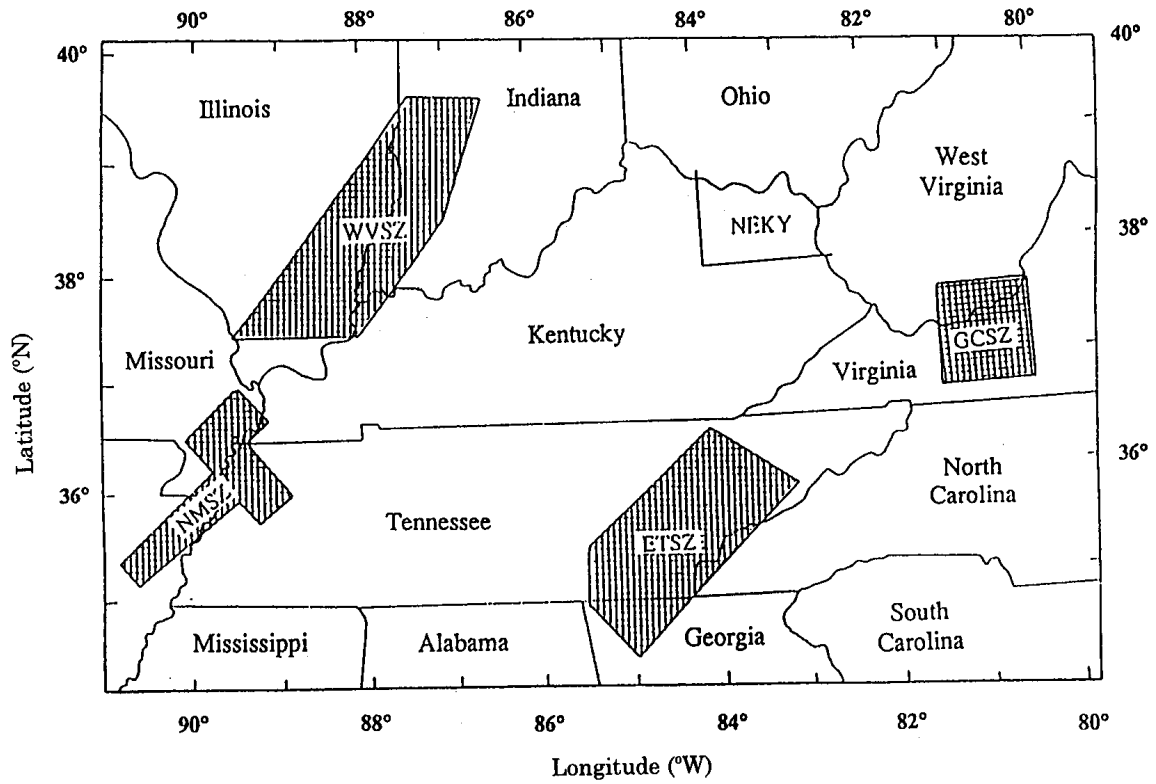 90°
88°
86°
84°
82°
80°
40°
40°
Illinois
Indiana
Ohio
West
Virginia
WVSZ
NEKY
38°
38°
Kentucky
GCSZ
Missouri
Virginia
Latitude (°N)
36°
36°
North
Carolina
NMSZ
Tennessee
ETSZ
South
Carolina
Mississippi
Alabama
Georgia
90°
88°
86°
84°
82°
80°
Longitude (°W)